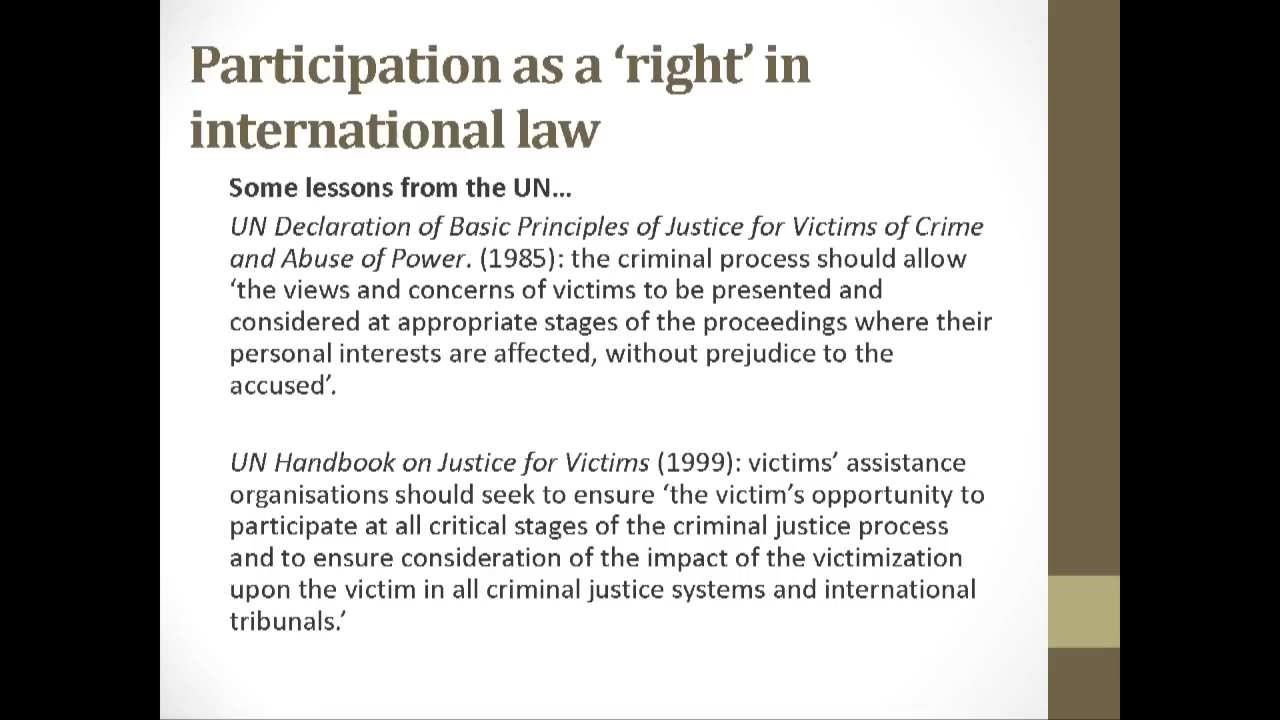 Participation as a ‘right’ in
international law
Some lessons from the UN...
UN Declaration of Basic Principles of Justice for Victims of Crime
and Abuse of Power. (1985): the criminal process should allow
‘the views and concerns of victims to be presented and
considered at appropriate stages of the proceedings where their
personal interests are affected, without prejudice to the
accused’.
UN Handbook on Justice for Victims (1999): victims’ assistance
organisations should seek to ensure ‘the victim’s opportunity to
participate at all critical stages of the criminal justice process
and to ensure consideration of the impact of the victimization
upon the victim in all criminal justice systems and international
tribunals.’